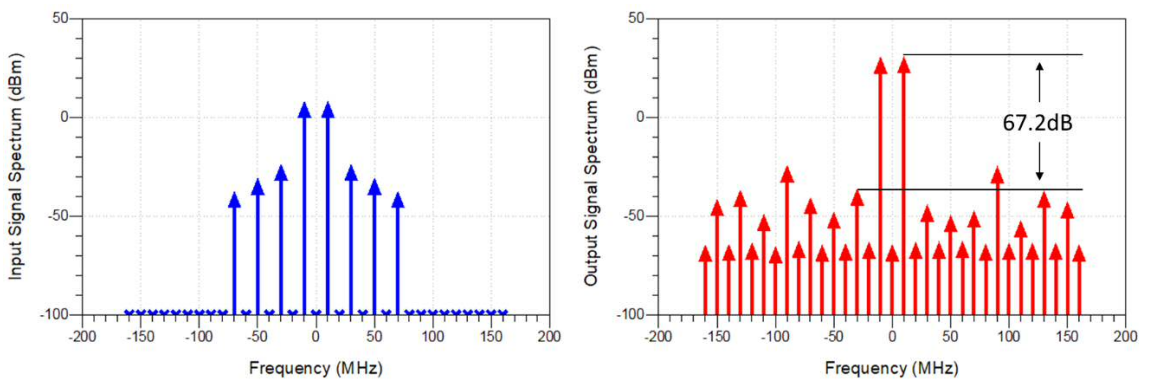 Input Signal Spectrum (dBm)
50
0
-50
-100
-200 -150 -100 -50 0 50 100 150 200
Frequency (MHz)
Output Signal Spectrum (dBm)
50
0
-50
-100
67.2dB
-200 -150 -100 -50 0 50 100 150 200
Frequency (MHz)